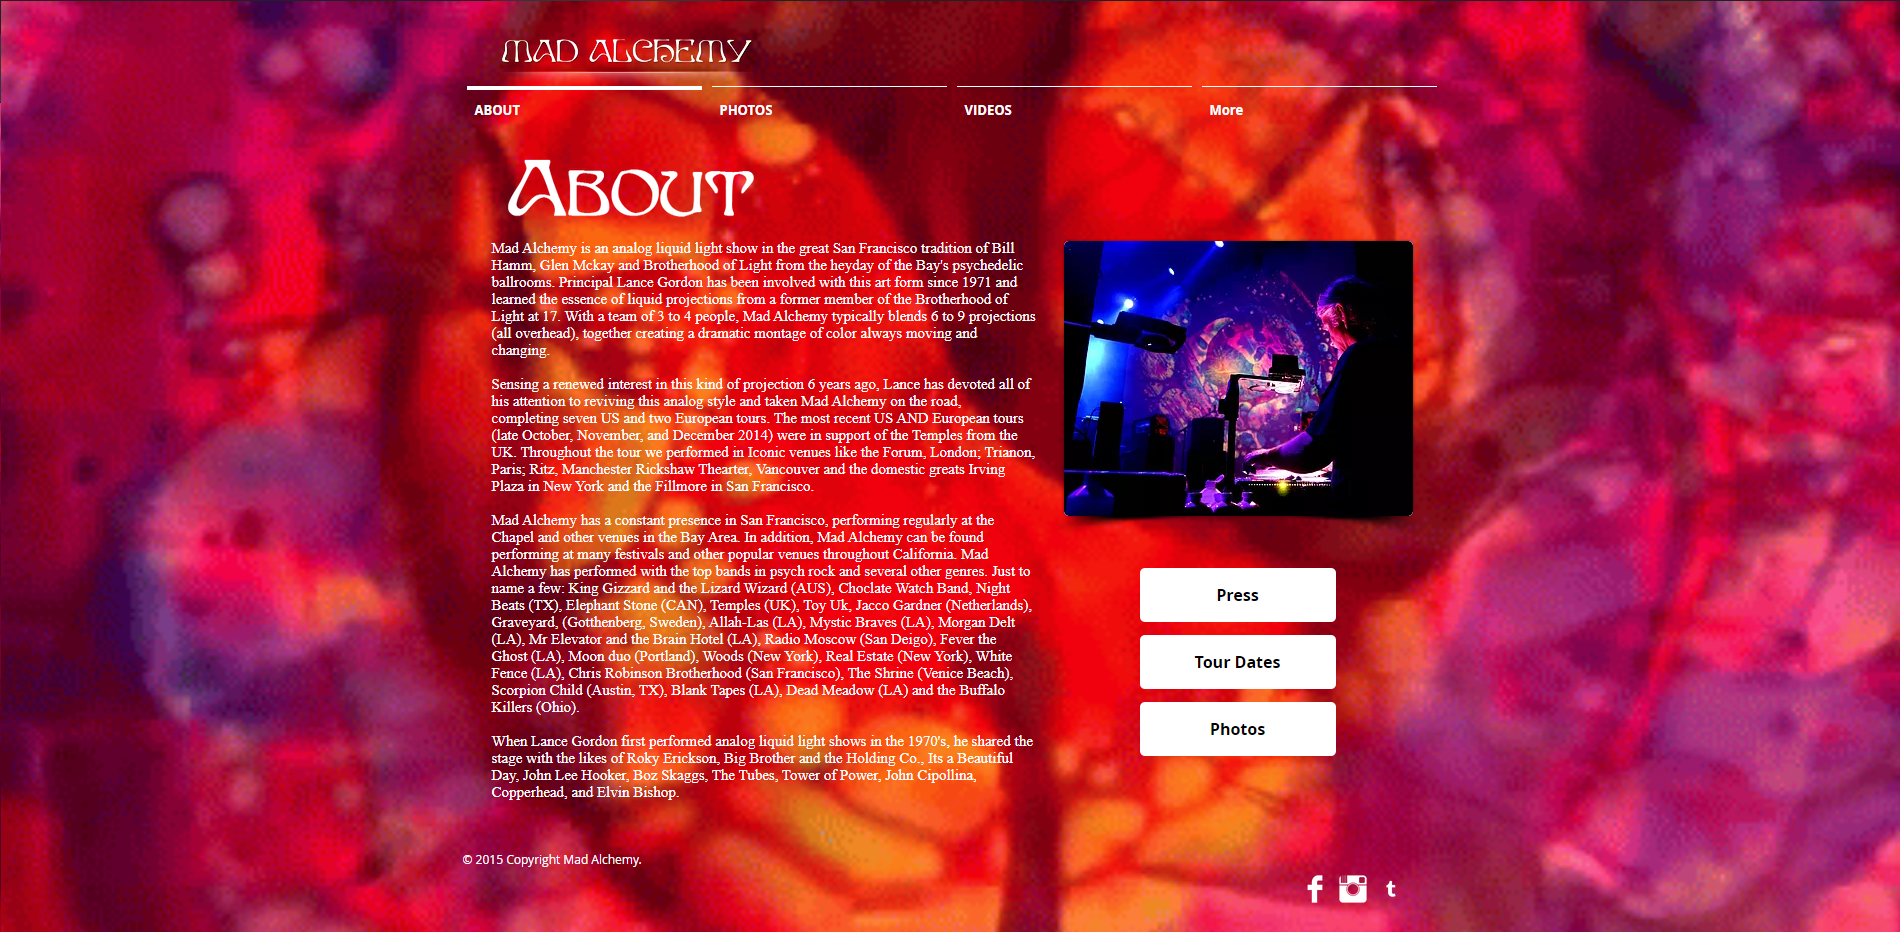 MAD ALCHEMY
ABOUT
PHOTOS
VIDEOS
More
ABOUT
Mad Alchemy is an analog liquid light show in the great San Francisco tradition of Bill
Hamm, Glen Mckay and Brotherhood of Light from the heyday of the Bay's psychedelic
ballrooms. Principal Lance Gordon has been involved with this art form since 1971 and
learned the essence of liquid projections from a former member of the Brotherhood of
Light at 17. With a team of 3 to 4 people, Mad Alchemy typically blends 6 to 9 projections
(all overhead), together creating a dramatic montage of color always moving and
changing.
Sensing a renewed interest in this kind of projection 6 years ago, Lance has devoted all of
his attention to reviving this analog style and taken Mad Alchemy on the road,
completing seven US and two European tours. The most recent US AND European tours
(late October, November, and December 2014) were in support of the Temples from the
UK. Throughout the tour we performed in Iconic venues like the Forum, London; Trianon,
Paris; Ritz, Manchester Rickshaw Thearter, Vancouver and the domestic greats Irving
Plaza in New York and the Fillmore in San Francisco.
Mad Alchemy has a constant presence in San Francisco, performing regularly at the
Chapel and other venues in the Bay Area. In addition, Mad Alchemy can be found
performing at many festivals and other popular venues throughout California. Mad
Alchemy has performed with the top bands in psych rock and several other genres. Just to
name a few: King Gizzard and the Lizard Wizard (AUS), Choclate Watch Band, Night
Beats (TX), Elephant Stone (CAN), Temples (UK), Toy Uk, Jacco Gardner (Netherlands),
Graveyard, (Gotthenberg, Sweden), Allah-Las (LA), Mystic Braves (LA), Morgan Delt
(LA), Mr Elevator and the Brain Hotel (LA), Radio Moscow (San Deigo), Fever the
Ghost (LA), Moon duo (Portland), Woods (New York), Real Estate (New York), White
Fence (LA), Chris Robinson Brotherhood (San Francisco), The Shrine (Venice Beach),
Scorpion Child (Austin, TX), Blank Tapes (LA), Dead Meadow (LA) and the Buffalo
Killers (Ohio).
When Lance Gordon first performed analog liquid light shows in the 1970's, he shared the
stage with the likes of Roky Erickson, Big Brother and the Holding Co., Its a Beautiful
Day, John Lee Hooker, Boz Skaggs, The Tubes, Tower of Power, John Cipollina,
Copperhead, and Elvin Bishop.
Press
Tour Dates
Photos
© 2015 Copyright Mad Alchemy.